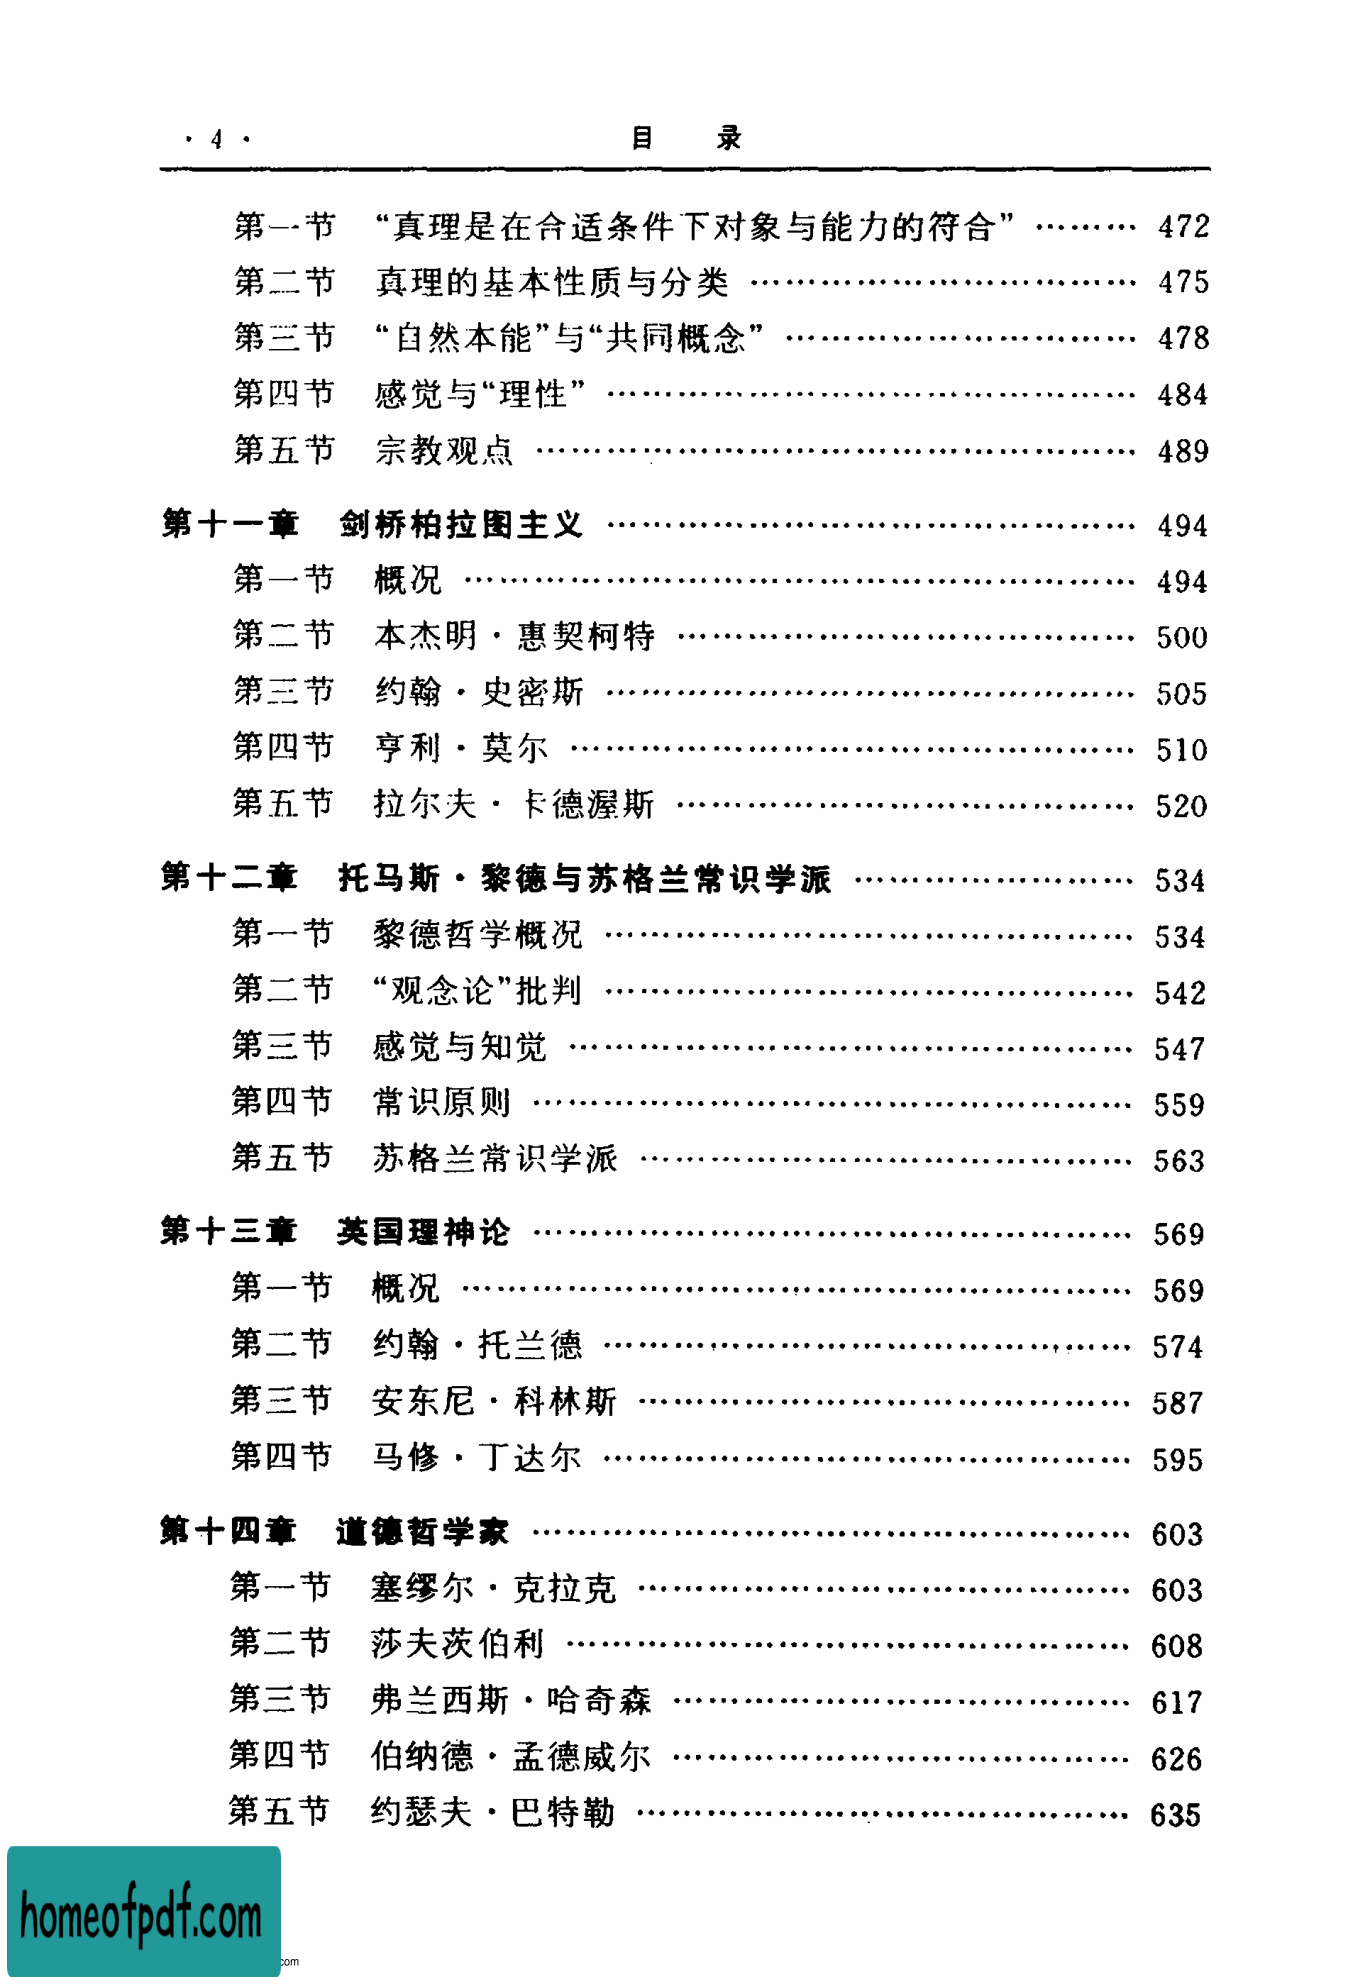 · 4 · 目 录
第一节 “真理是在合适条件下对象与能力的符合” ……… 472
第二节 真理的基本性质与分类 ……………………………… 475
第三节 “自然本能”与“共同概念” …………………………… 478
第四节 感觉与“理性” ………………………………………… 484
第五节 宗教观点 ……………………………………………… 489
第十一章 剑桥柏拉图主义 ………………………………………… 494
第一节 概况 …………………………………………………… 494
第二节 本杰明·惠契柯特 …………………………………… 500
第三节 约翰·史密斯 ………………………………………… 505
第四节 亨利·莫尔 …………………………………………… 510
第五节 拉尔夫·卡德渥斯 …………………………………… 520
第十二章 托马斯·黎德与苏格兰常识学派 ……………………… 534
第一节 黎德哲学概况 ………………………………………… 534
第二节 “观念论”批判 ………………………………………… 542
第三节 感觉与知觉 …………………………………………… 547
第四节 常识原则 ……………………………………………… 559
第五节 苏格兰常识学派 ……………………………………… 563
第十三章 英国理神论 ……………………………………………… 569
第一节 概况 …………………………………………………… 569
第二节 约翰·托兰德 ………………………………………… 574
第三节 安东尼·科林斯 ……………………………………… 587
第四节 马修·丁达尔 ………………………………………… 595
第十四章 道德哲学家 ……………………………………………… 603
第一节 塞缪尔·克拉克 ……………………………………… 603
第二节 莎夫茨伯利 …………………………………………… 608
第三节 弗兰西斯·哈奇森 …………………………………… 617
第四节 伯纳德·孟德威尔 …………………………………… 626
第五节 约瑟夫·巴特勒 ……………………………………… 635
homeofpdf.com
com